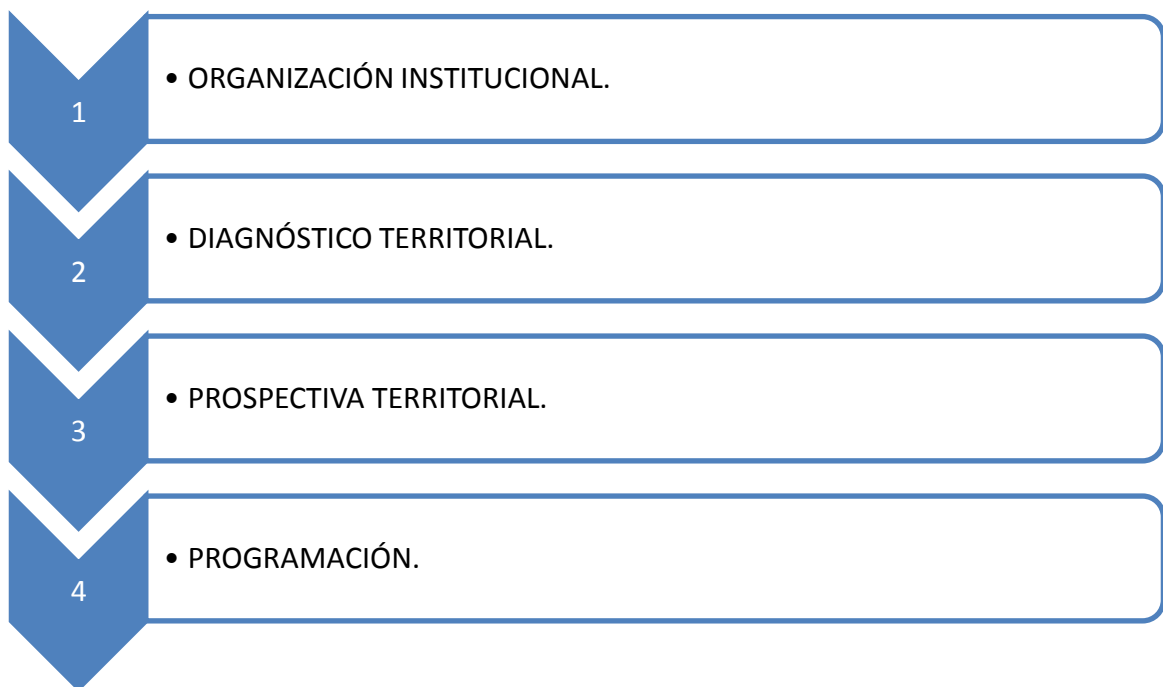 1
• ORGANIZACIÓN INSTITUCIONAL.
2
• DIAGNÓSTICO TERRITORIAL.
3
• PROSPECTIVA TERRITORIAL.
4
• PROGRAMACIÓN.